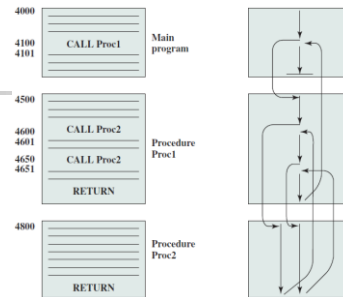 4000
4100 CALL Proc1 Main
4101 program
4500
4600 CALL Proc2
4601 Procedure
4650 CALL Proc2 Proc1
4651
RETURN
4800
Procedure
Proc2
RETURN